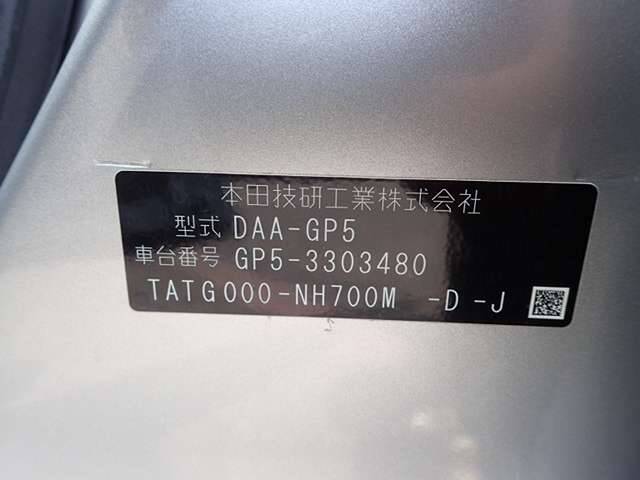 本田技研工業株式会社
型式 DAA-GP5
車台番号 GP5-3303480
TATG000-NH700M -D -J